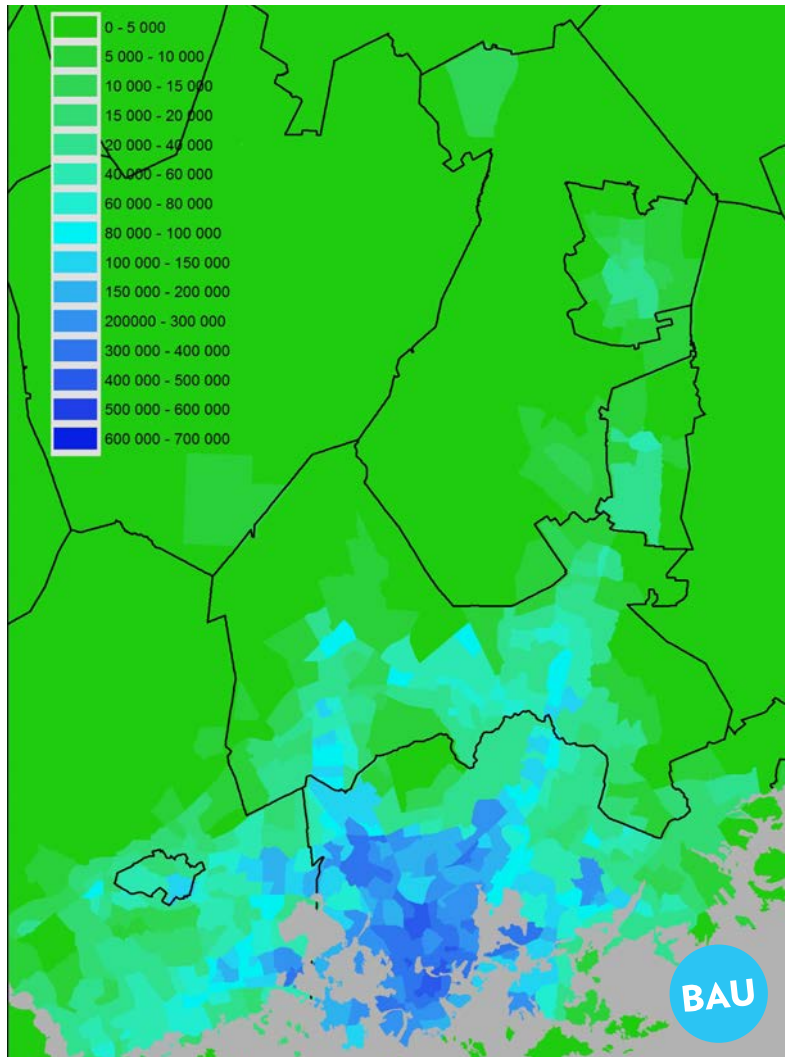 0 - 5 000
5 000 - 10 000
10 000 - 15 000
15 000 - 20 000
20 000 - 40 000
40 000 - 60 000
60 000 - 80 000
80 000 - 100 000
100 000 - 150 000
150 000 - 200 000
200000 - 300 000
300 000 - 400 000
400 000 - 500 000
500 000 - 600 000
600 000 - 700 000
BAU